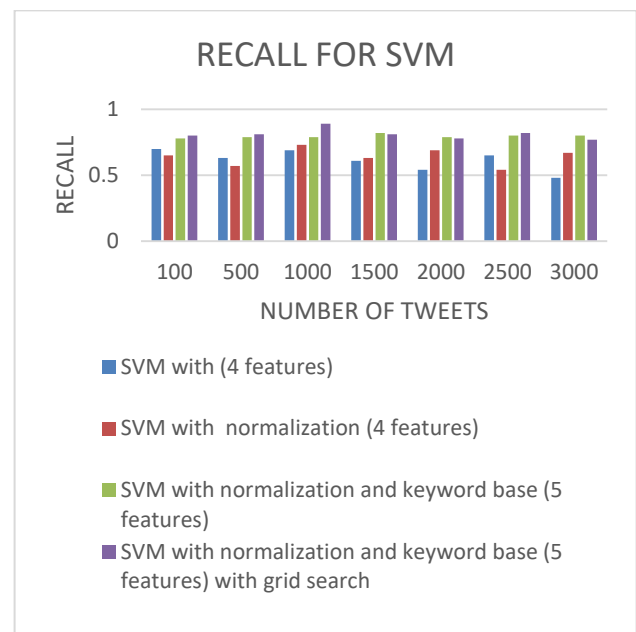 RECALL FOR SVM
1
0.5
0
RECALL
100 500 1000 1500 2000 2500 3000
NUMBER OF TWEETS
SVM with (4 features)
SVM with normalization (4 features)
SVM with normalization and keyword base (5
features)
SVM with normalization and keyword base (5
features) with grid search